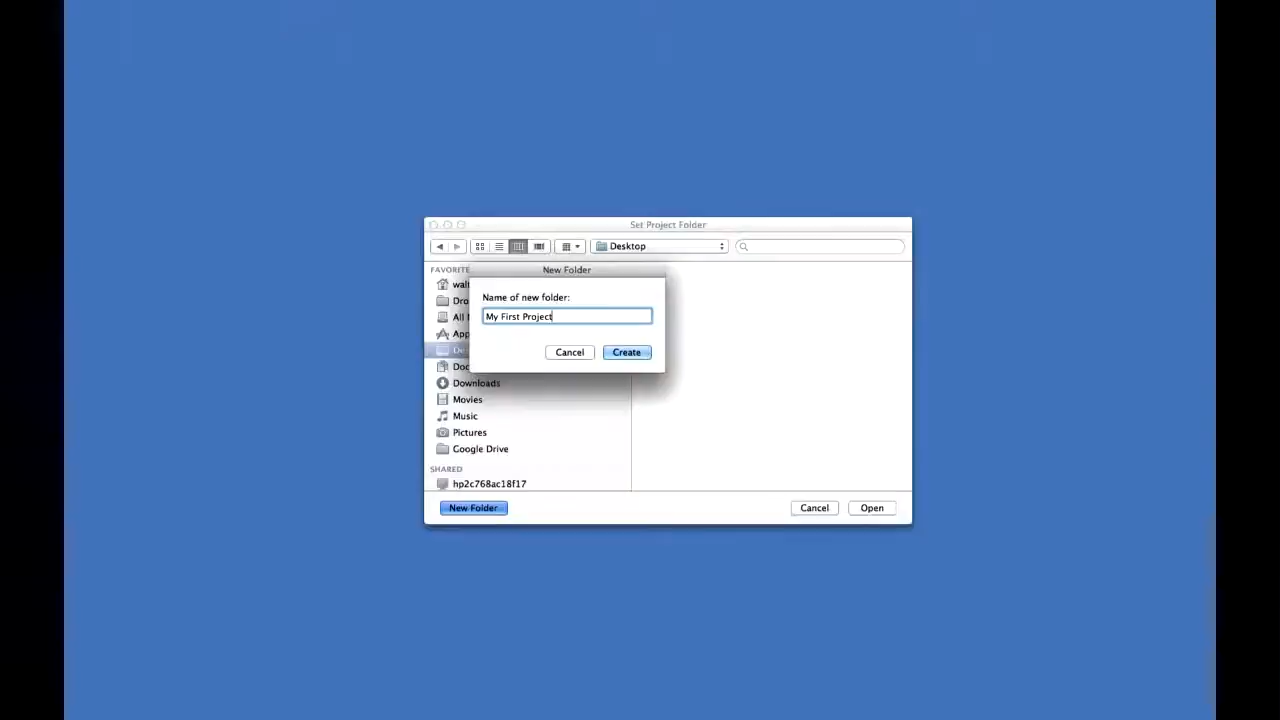 Set Project Folder
Desktop
FAVORITE
New Folder
Name of new folder:
My First Project
Cancel
Create
Downloads
Movies
Music
Pictures
Google Drive
SHARED
hp2c768ac18f17
New Folder
Cancel
Open